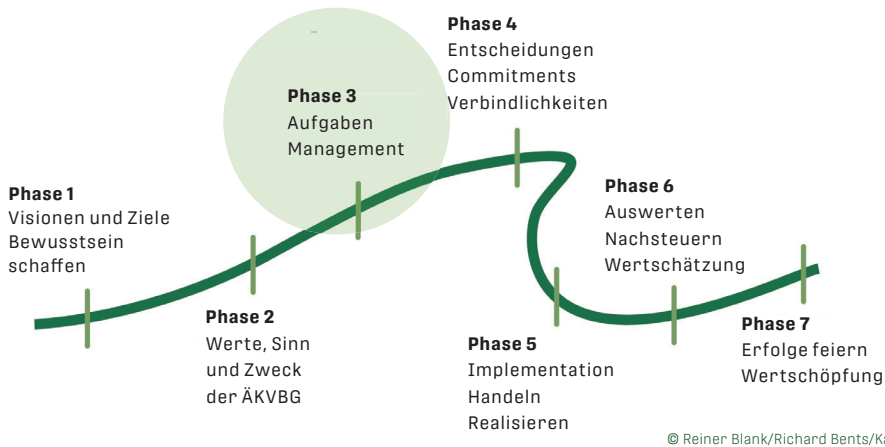 Phase 1
Visionen und Ziele
Bewusstsein
schaffen
Phase 2
Werte, Sinn
und Zweck
der ÄKVBG
Phase 3
Aufgaben
Management
Phase 4
Entscheidungen
Commitments
Verbindlichkeiten
Phase 5
Implementation
Handeln
Realisieren
Phase 6
Auswerten
Nachsteuern
Wertschätzung
Phase 7
Erfolge feiern
Wertschöpfung
© Reiner Blank/Richard Bents/